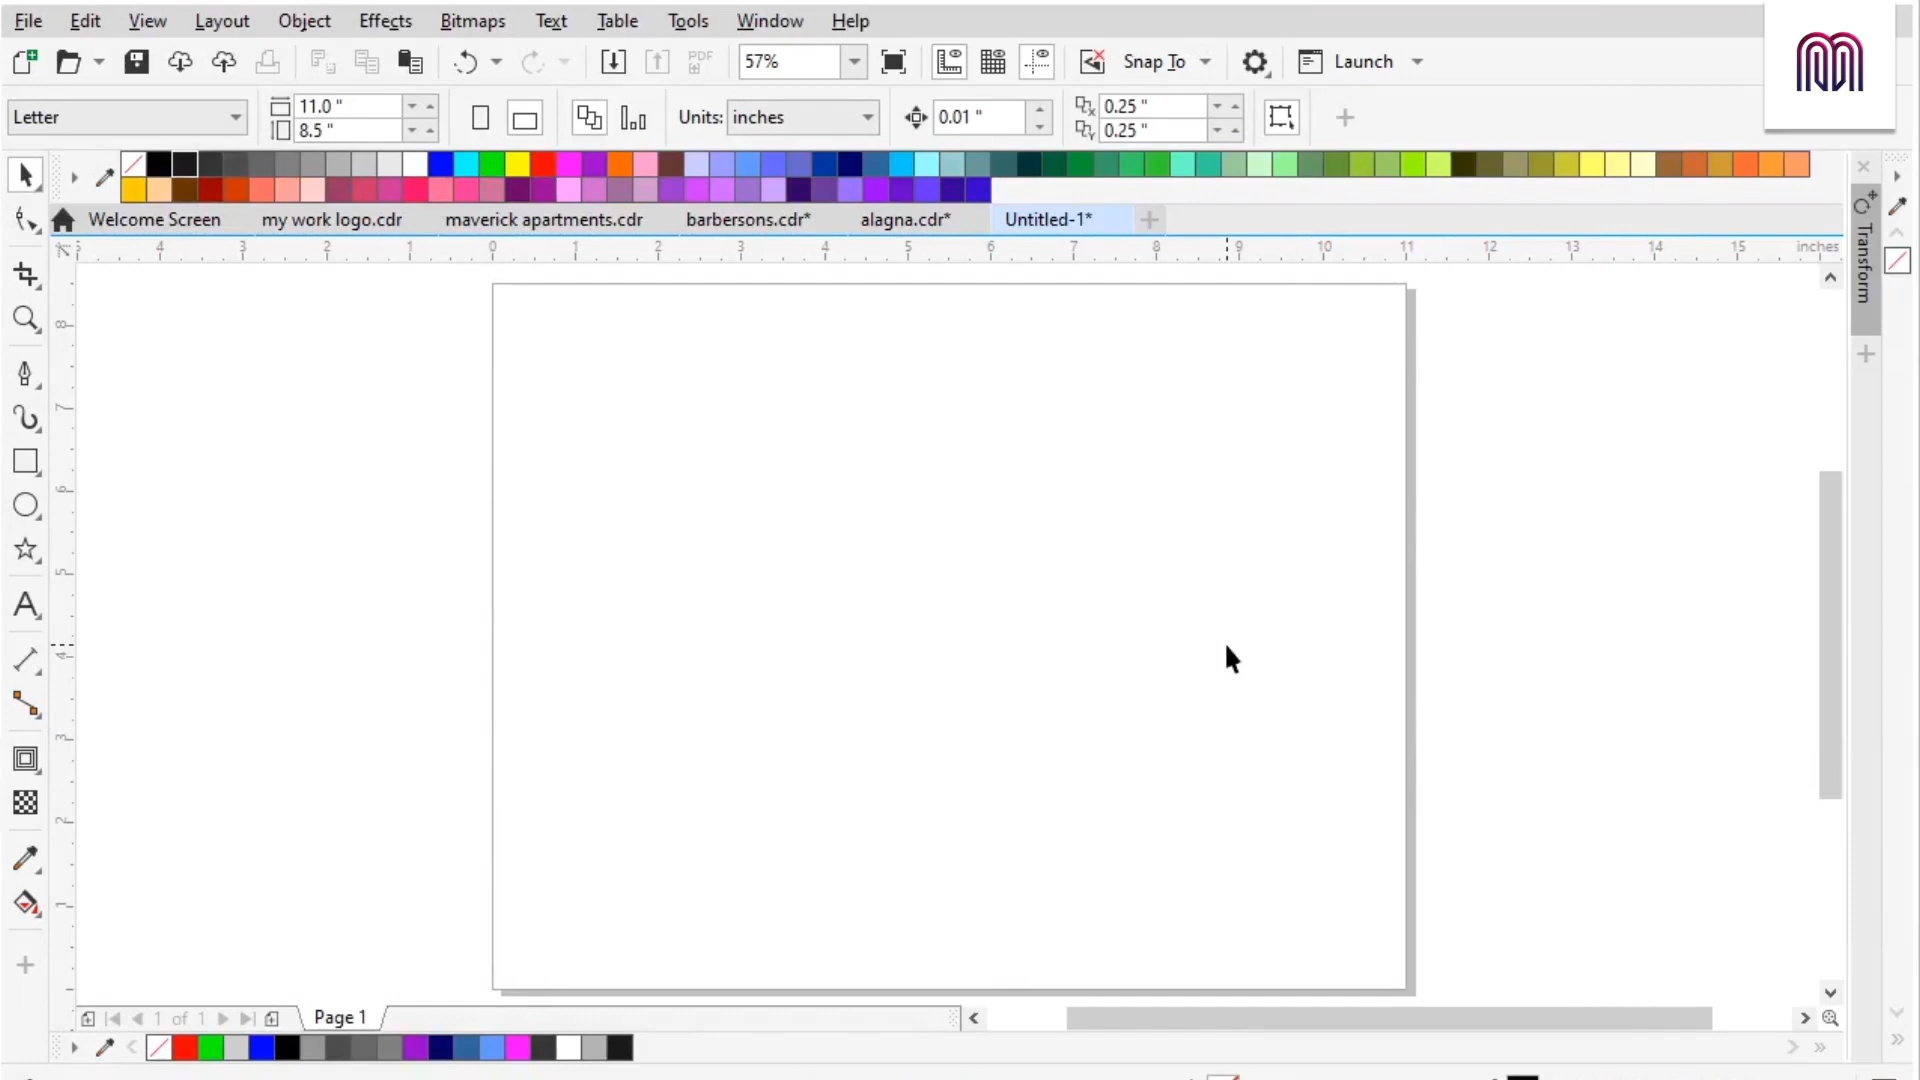 File Edit View Layout Object Effects Bitmaps Text Table Tools Window Help
PDF 57% Snap To Launch
Letter 11.0 " 8.5 " Units: inches 0.01 " 0.25 " 0.25 "
Welcome Screen my work logo.cdr maverick apartments.cdr barbersons.cdr* alagna.cdr* Untitled-1*
5 4 3 2 1 0 1 2 3 4 5 6 7 8 9 10 11 12 13 14 15 inches
Transform
8
7
6
5
4
3
2
1
1 of 1 Page 1